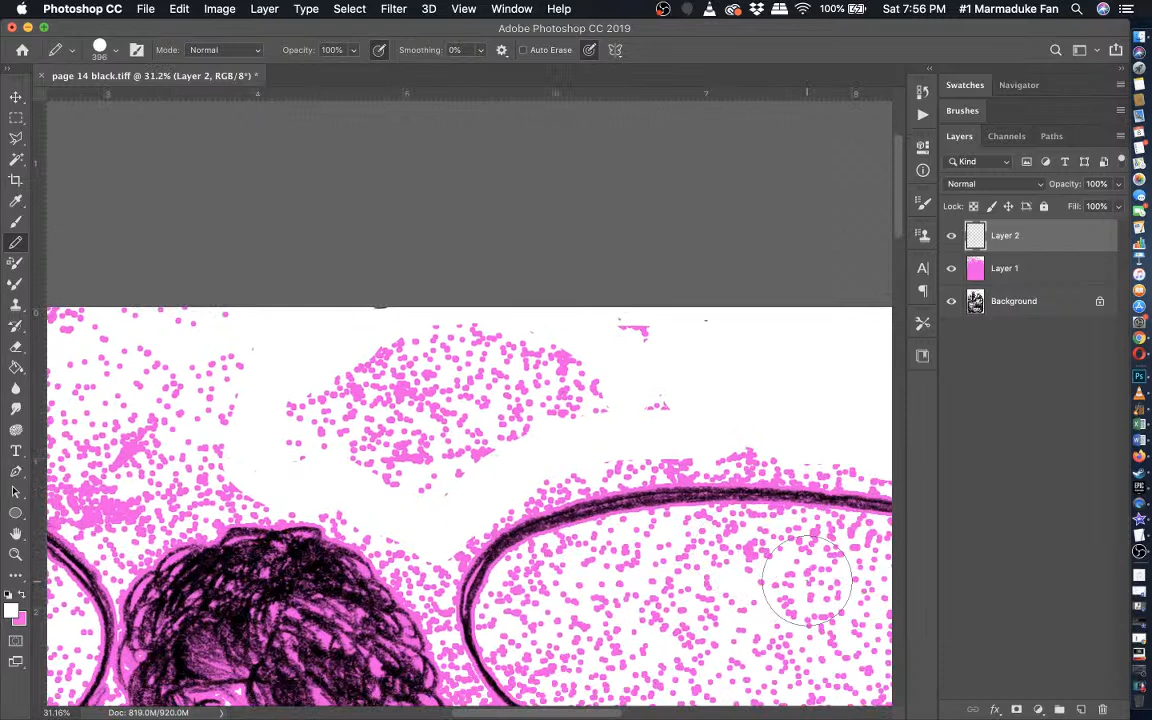 Photoshop CC File Edit Image Layer Type Select Filter 3D View Window Help 100% Sat 7:56 PM #1 Marmaduke Fan
Adobe Photoshop CC 2019
396 Mode: Normal Opacity: 100% Smoothing: 0% Auto Erase
page 14 black.tiff @ 31.2% (Layer 2, RGB/8*) *
Swatches Navigator
Brushes
Layers Channels Paths
Kind
Normal Opacity: 100%
Lock: Fill: 100%
Layer 2
Layer 1
Background
31.16% Doc: 819.0M/920.0M